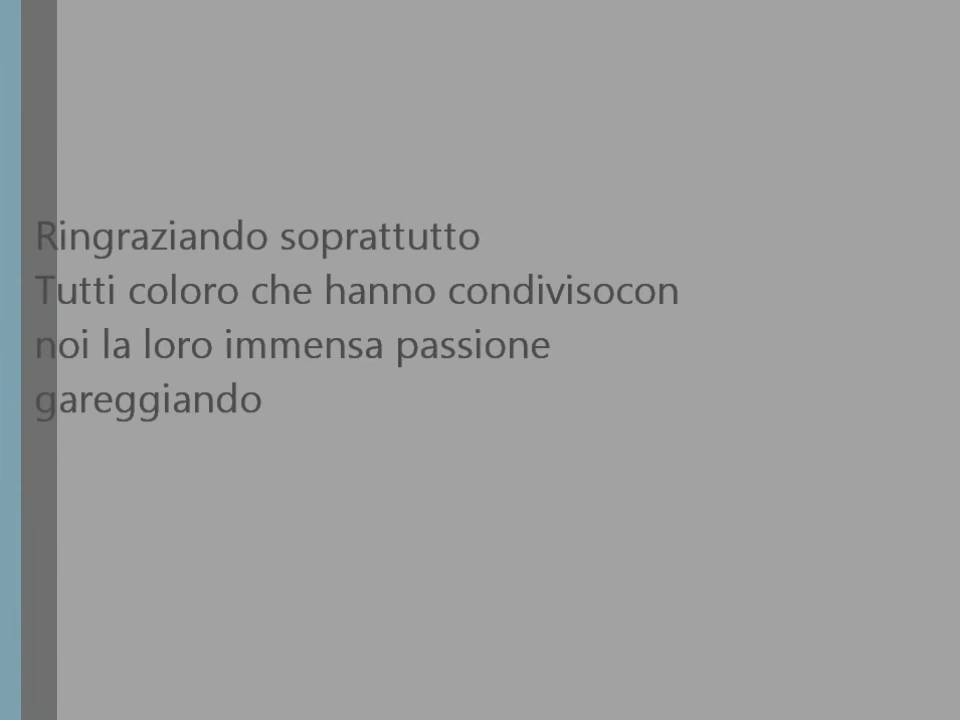 Ringraziando soprattutto
Tutti coloro che hanno condivisocon
noi la loro immensa passione
gareggiando